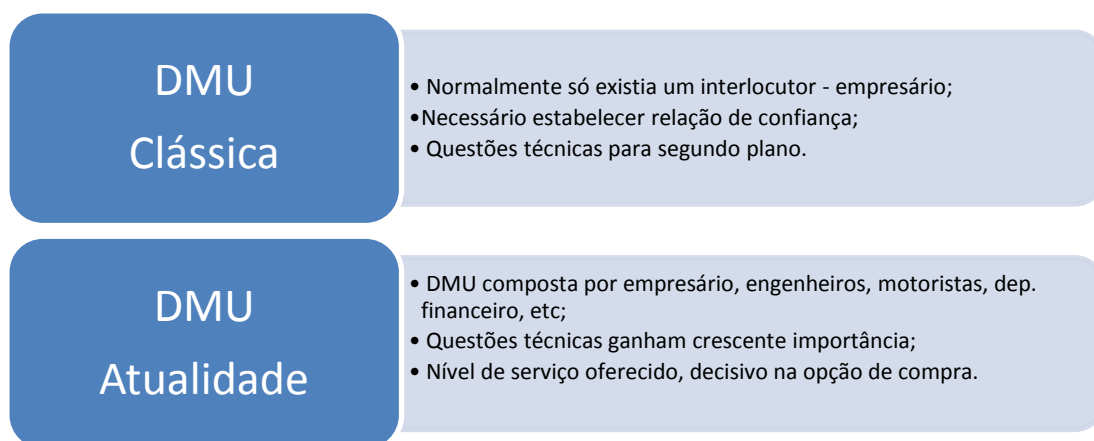 DMU
Clássica
• Normalmente só existia um interlocutor - empresário;
•Necessário estabelecer relação de confiança;
• Questões técnicas para segundo plano.
DMU
Atualidade
• DMU composta por empresário, engenheiros, motoristas, dep.
financeiro, etc;
• Questões técnicas ganham crescente importância;
• Nível de serviço oferecido, decisivo na opção de compra.